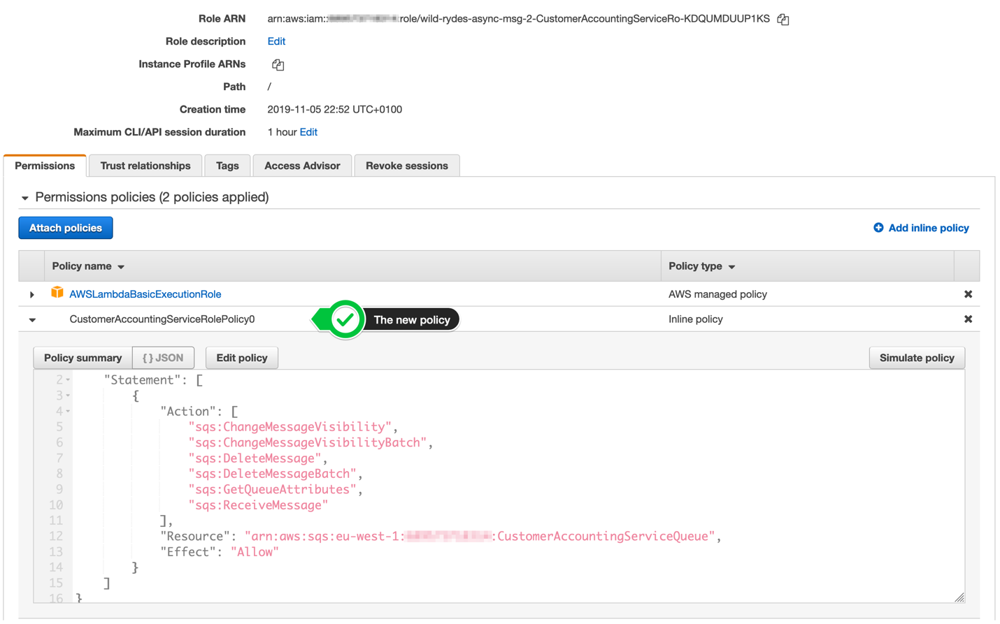 Role ARN arn:aws:iam:: :role/wild-rydes-async-msg-2-CustomerAccountingServiceRo-KDQUMDUUP1KS
Role description Edit
Instance Profile ARNs
Path /
Creation time 2019-11-05 22:52 UTC+0100
Maximum CLI/API session duration 1 hour Edit
Permissions Trust relationships Tags Access Advisor Revoke sessions
Permissions policies (2 policies applied)
Attach policies Add inline policy
Policy name Policy type
AWSLambdaBasicExecutionRole AWS managed policy
CustomerAccountingServiceRolePolicy0 The new policy Inline policy
Policy summary { } JSON Edit policy Simulate policy
2 "Statement": [
3 {
4 "Action": [
5 "sqs:ChangeMessageVisibility",
6 "sqs:ChangeMessageVisibilityBatch",
7 "sqs:DeleteMessage",
8 "sqs:DeleteMessageBatch",
9 "sqs:GetQueueAttributes",
10 "sqs:ReceiveMessage"
11 ],
12 "Resource": "arn:aws:sqs:eu-west-1: :CustomerAccountingServiceQueue",
13 "Effect": "Allow"
14 }
15 ]
16 }